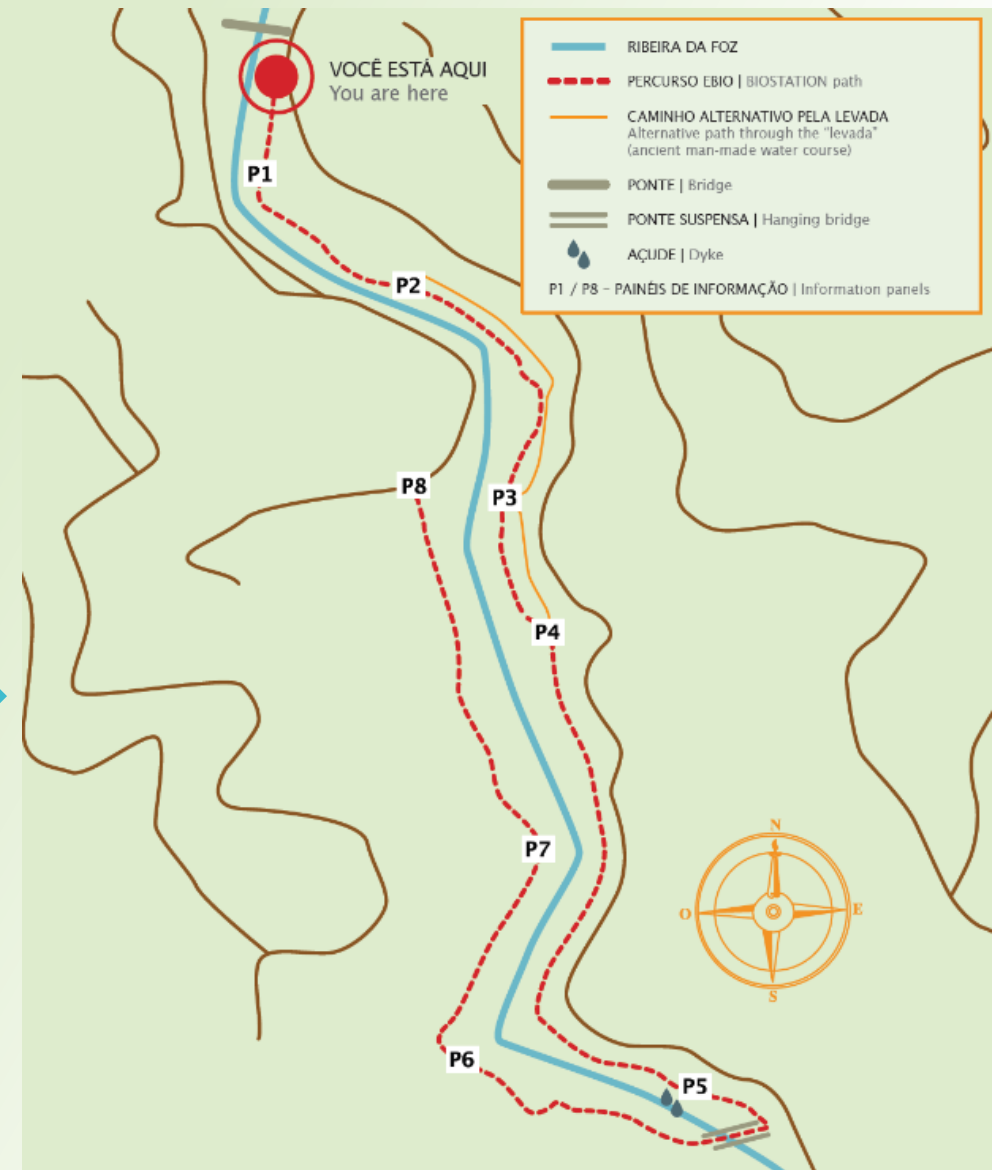 VOCÊ ESTÁ AQUI
You are here
RIBEIRA DA FOZ
PERCURSO EBIO | BIOSTATION path
CAMINHO ALTERNATIVO PELA LEVADA
Alternative path through the "levada"
(ancient man-made water course)
PONTE | Bridge
PONTE SUSPENSA | Hanging bridge
AÇUDE | Dyke
P1 / P8 – PAINÉIS DE INFORMAÇÃO | Information panels
P1
P2
P8
P3
P4
P7
P6
P5
N
O
E
S